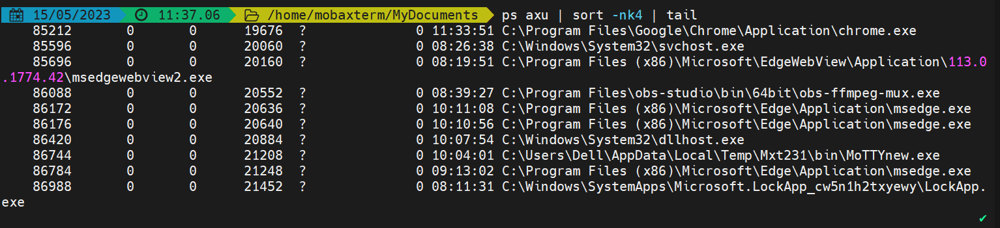 15/05/2023 11:37.06 /home/mobaxterm/MyDocuments ps axu | sort -nk4 | tail
85212 0 0 19676 ? 0 11:33:51 C:\Program Files\Google\Chrome\Application\chrome.exe
85596 0 0 20060 ? 0 08:26:38 C:\Windows\System32\svchost.exe
85696 0 0 20160 ? 0 08:19:51 C:\Program Files (x86)\Microsoft\EdgeWebView\Application\113.0
.1774.42\msedgewebview2.exe
86088 0 0 20552 ? 0 08:39:27 C:\Program Files\obs-studio\bin\64bit\obs-ffmpeg-mux.exe
86172 0 0 20636 ? 0 10:11:08 C:\Program Files (x86)\Microsoft\Edge\Application\msedge.exe
86176 0 0 20640 ? 0 10:10:56 C:\Program Files (x86)\Microsoft\Edge\Application\msedge.exe
86420 0 0 20884 ? 0 10:07:54 C:\Windows\System32\dllhost.exe
86744 0 0 21208 ? 0 10:04:01 C:\Users\Dell\AppData\Local\Temp\Mxt231\bin\MoTTYnew.exe
86784 0 0 21248 ? 0 09:13:02 C:\Program Files (x86)\Microsoft\Edge\Application\msedge.exe
86988 0 0 21452 ? 0 08:11:31 C:\Windows\SystemApps\Microsoft.LockApp_cw5n1h2txyewy\LockApp.
exe
✔